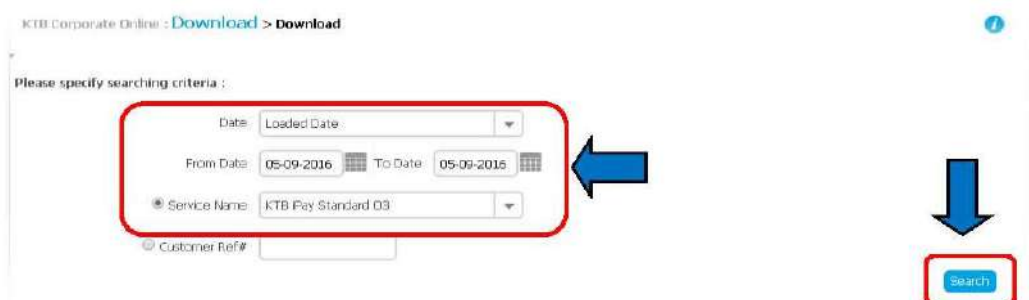 KTB Corporate Online : Download > Download
Please specify searching criteria :
Date Loaded Date
From Date 05-09-2016 To Date 05-09-2016
Service Name KTB iPay Standard 03
Customer Ref#
Search